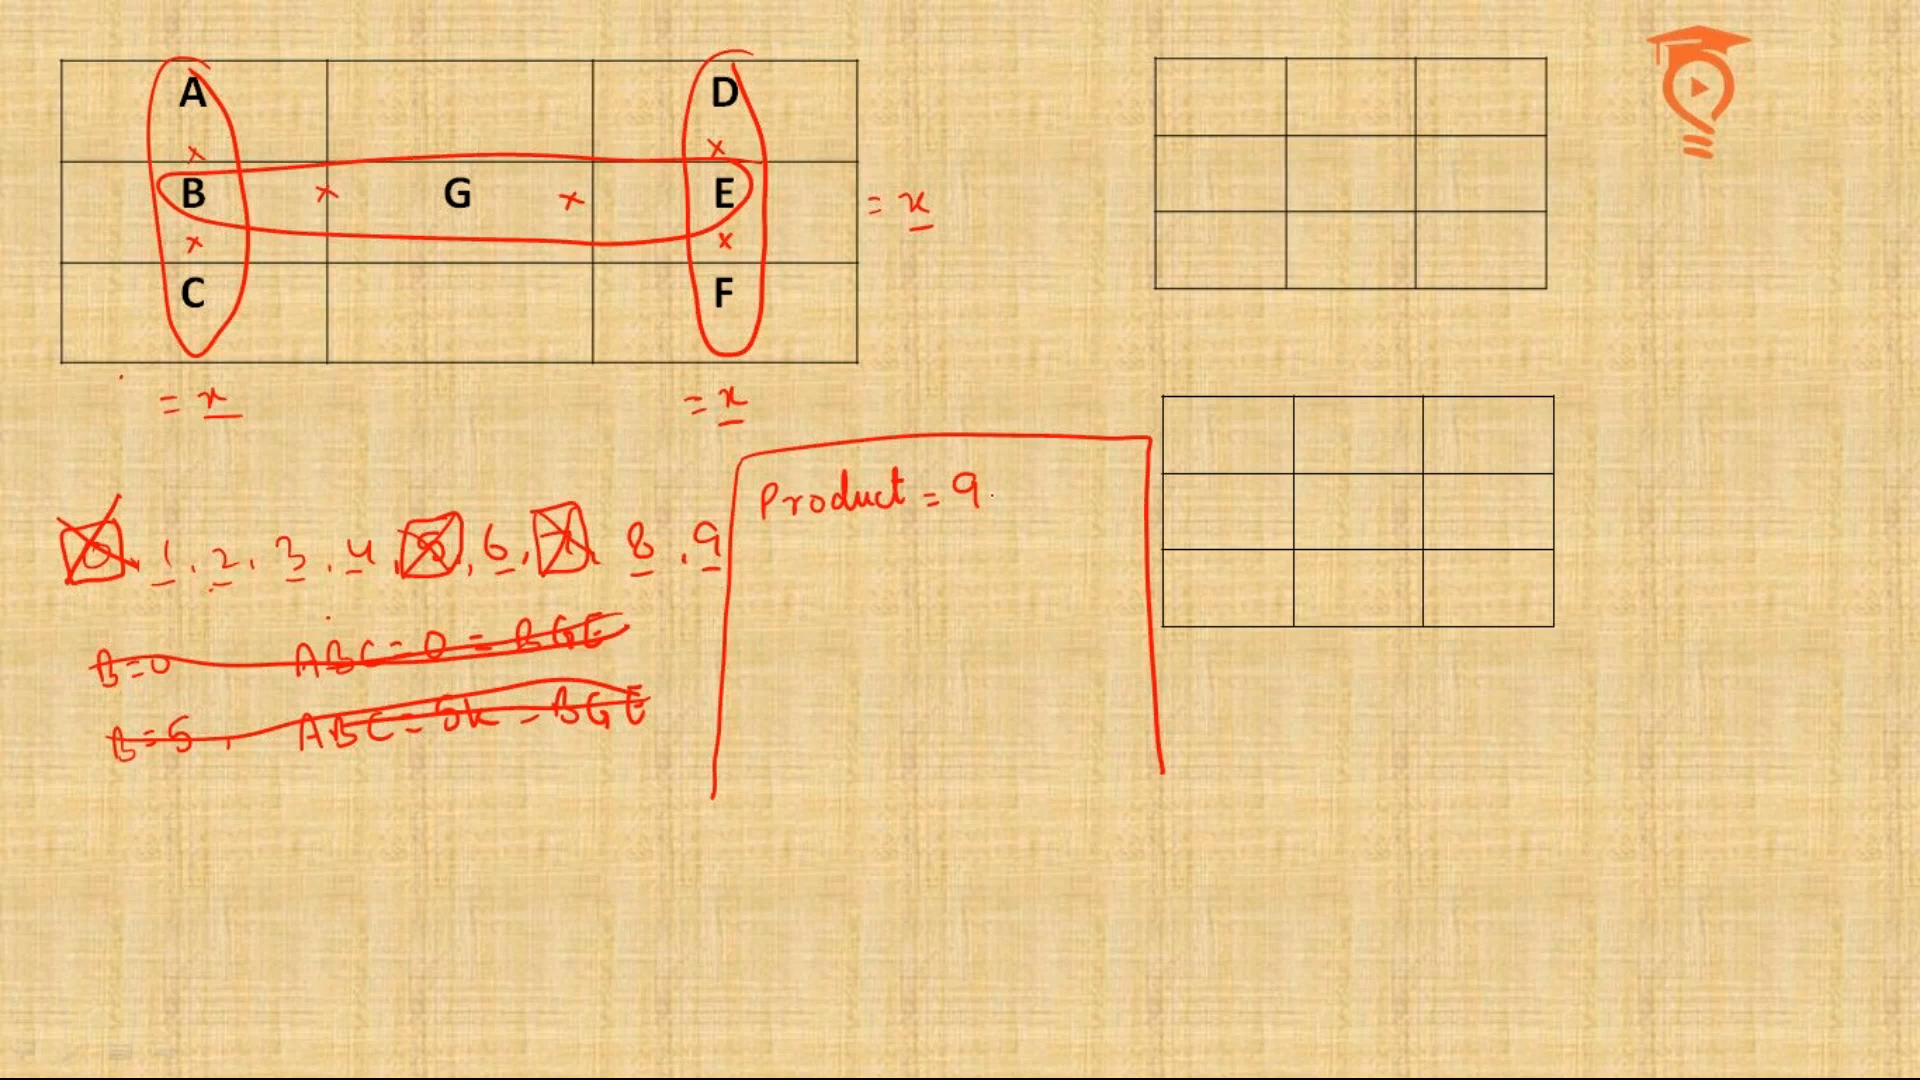 A D
× ×
B × G × E = x
× ×
C F
= x = x
Product = 9.
0, 1, 2, 3, 4, 5, 6, 7, 8, 9
B=0 ABC=0=BGE
B=5, ABC=5K=BGE